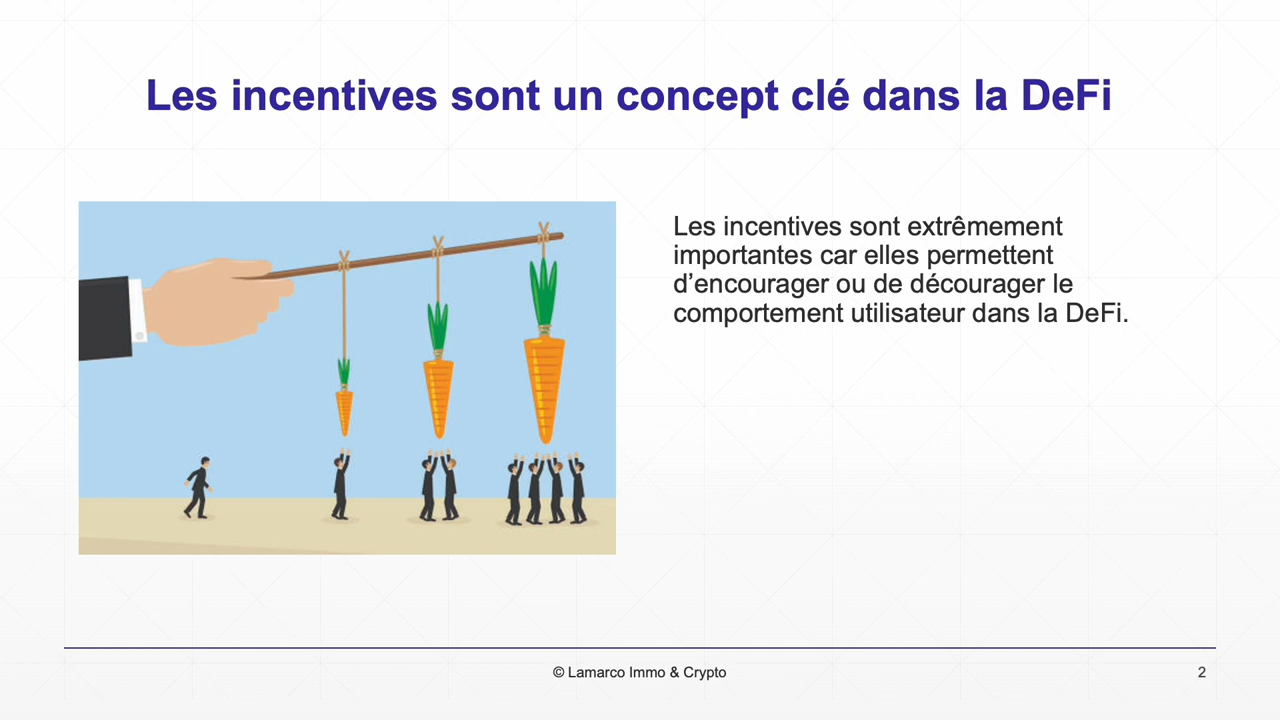 Les incentives sont un concept clé dans la DeFi
Les incentives sont extrêmement
importantes car elles permettent
d’encourager ou de décourager le
comportement utilisateur dans la DeFi.
© Lamarco Immo & Crypto
2